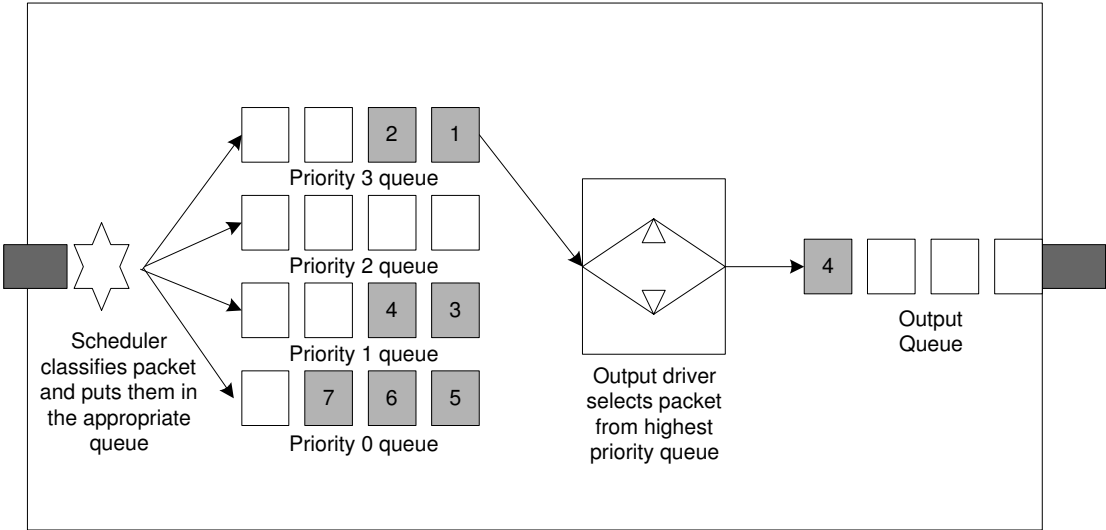 2 1
Priority 3 queue
Priority 2 queue
4 3
Priority 1 queue
7 6 5
Priority 0 queue
Scheduler
classifies packet
and puts them in
the appropriate
queue
Output driver
selects packet
from highest
priority queue
4
Output
Queue